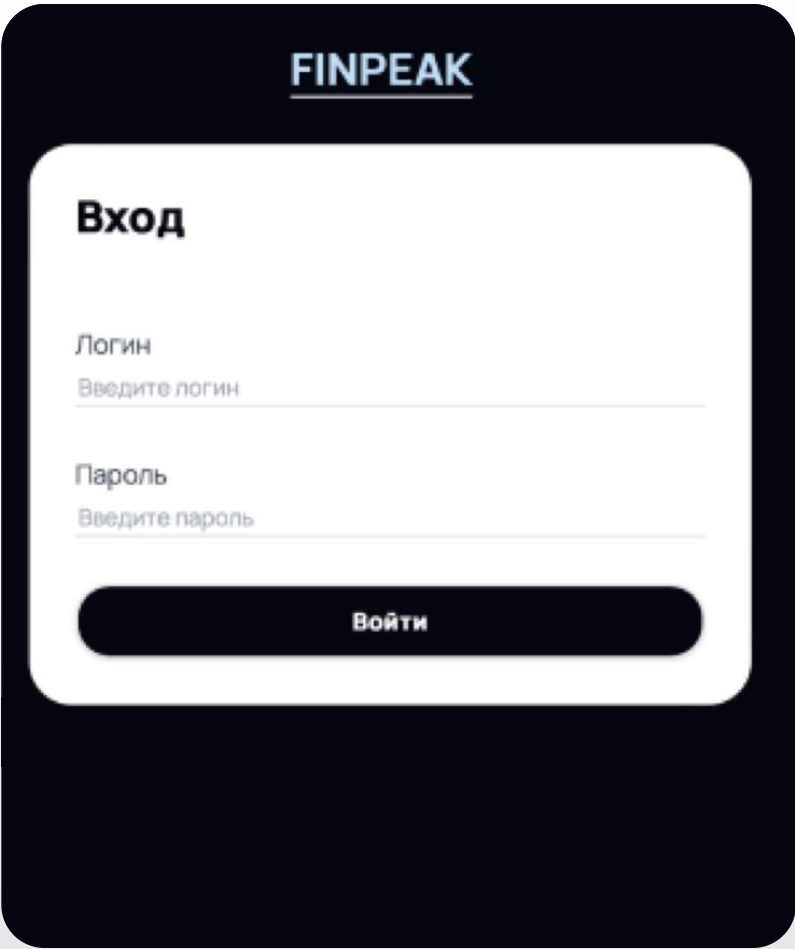 FINPEAK
Вход
Логин
Введите логин
Пароль
Введите пароль
Войти